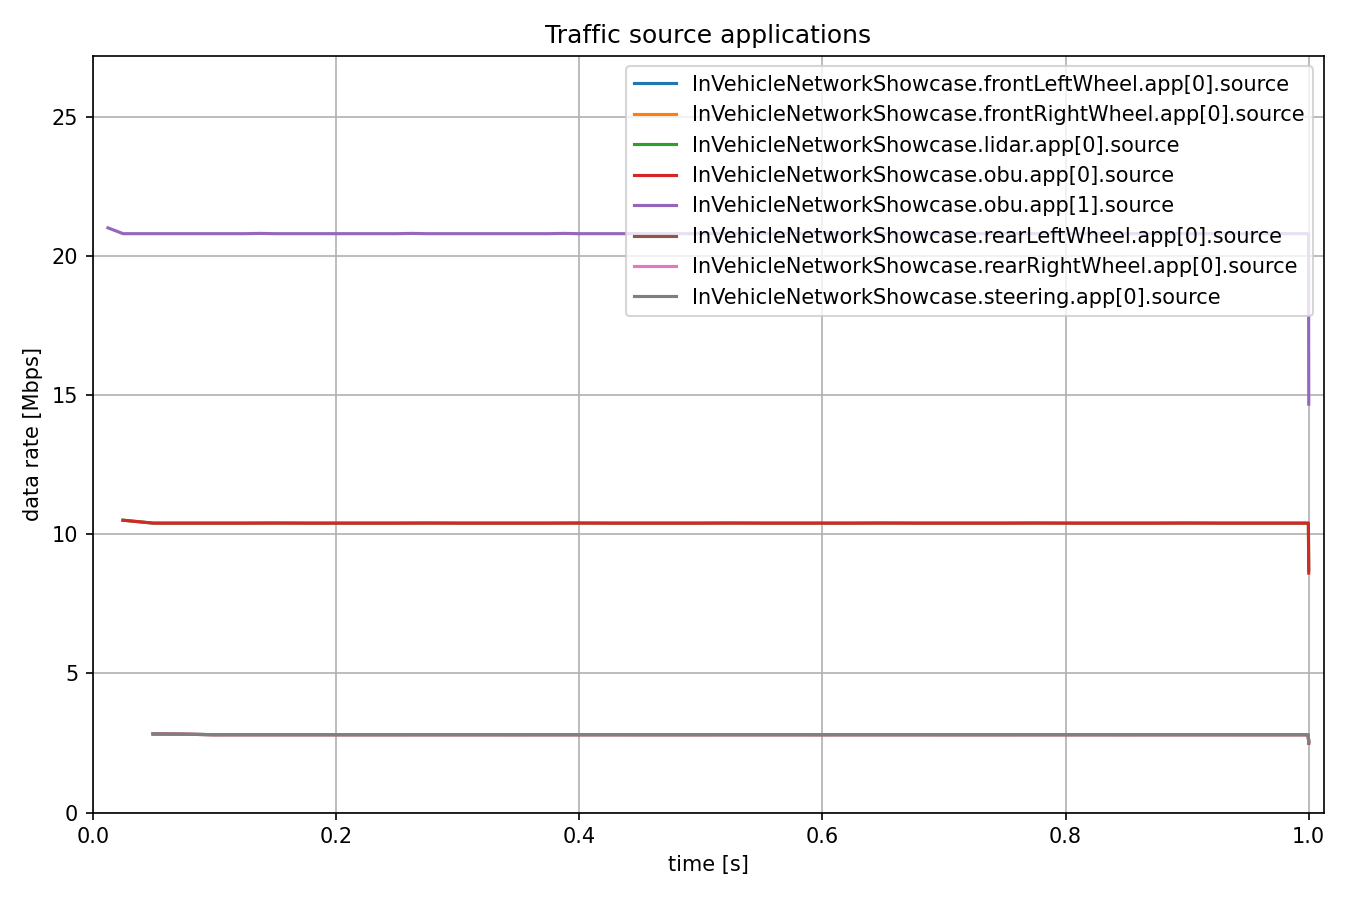 Traffic source applications
InVehicleNetworkShowcase.frontLeftWheel.app[0].source
InVehicleNetworkShowcase.frontRightWheel.app[0].source
InVehicleNetworkShowcase.lidar.app[0].source
InVehicleNetworkShowcase.obu.app[0].source
InVehicleNetworkShowcase.obu.app[1].source
InVehicleNetworkShowcase.rearLeftWheel.app[0].source
InVehicleNetworkShowcase.rearRightWheel.app[0].source
InVehicleNetworkShowcase.steering.app[0].source
data rate [Mbps]
25
20
15
10
5
0
0.0 0.2 0.4 0.6 0.8 1.0
time [s]